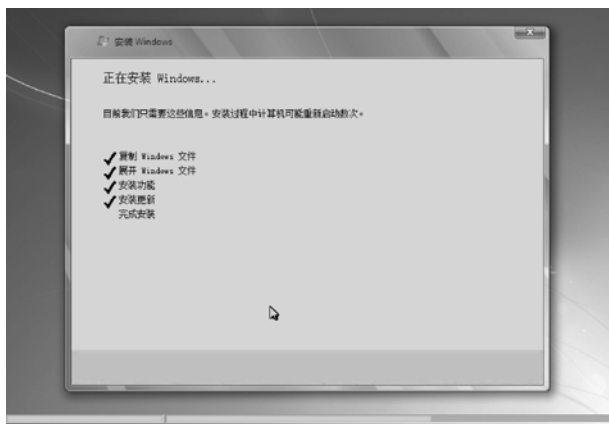 安装 Windows
正在安装 Windows...
目前我们只需要这些信息。安装过程中计算机可能重新启动数次。
复制 Windows 文件
展开 Windows 文件
安装功能
安装更新
完成安装